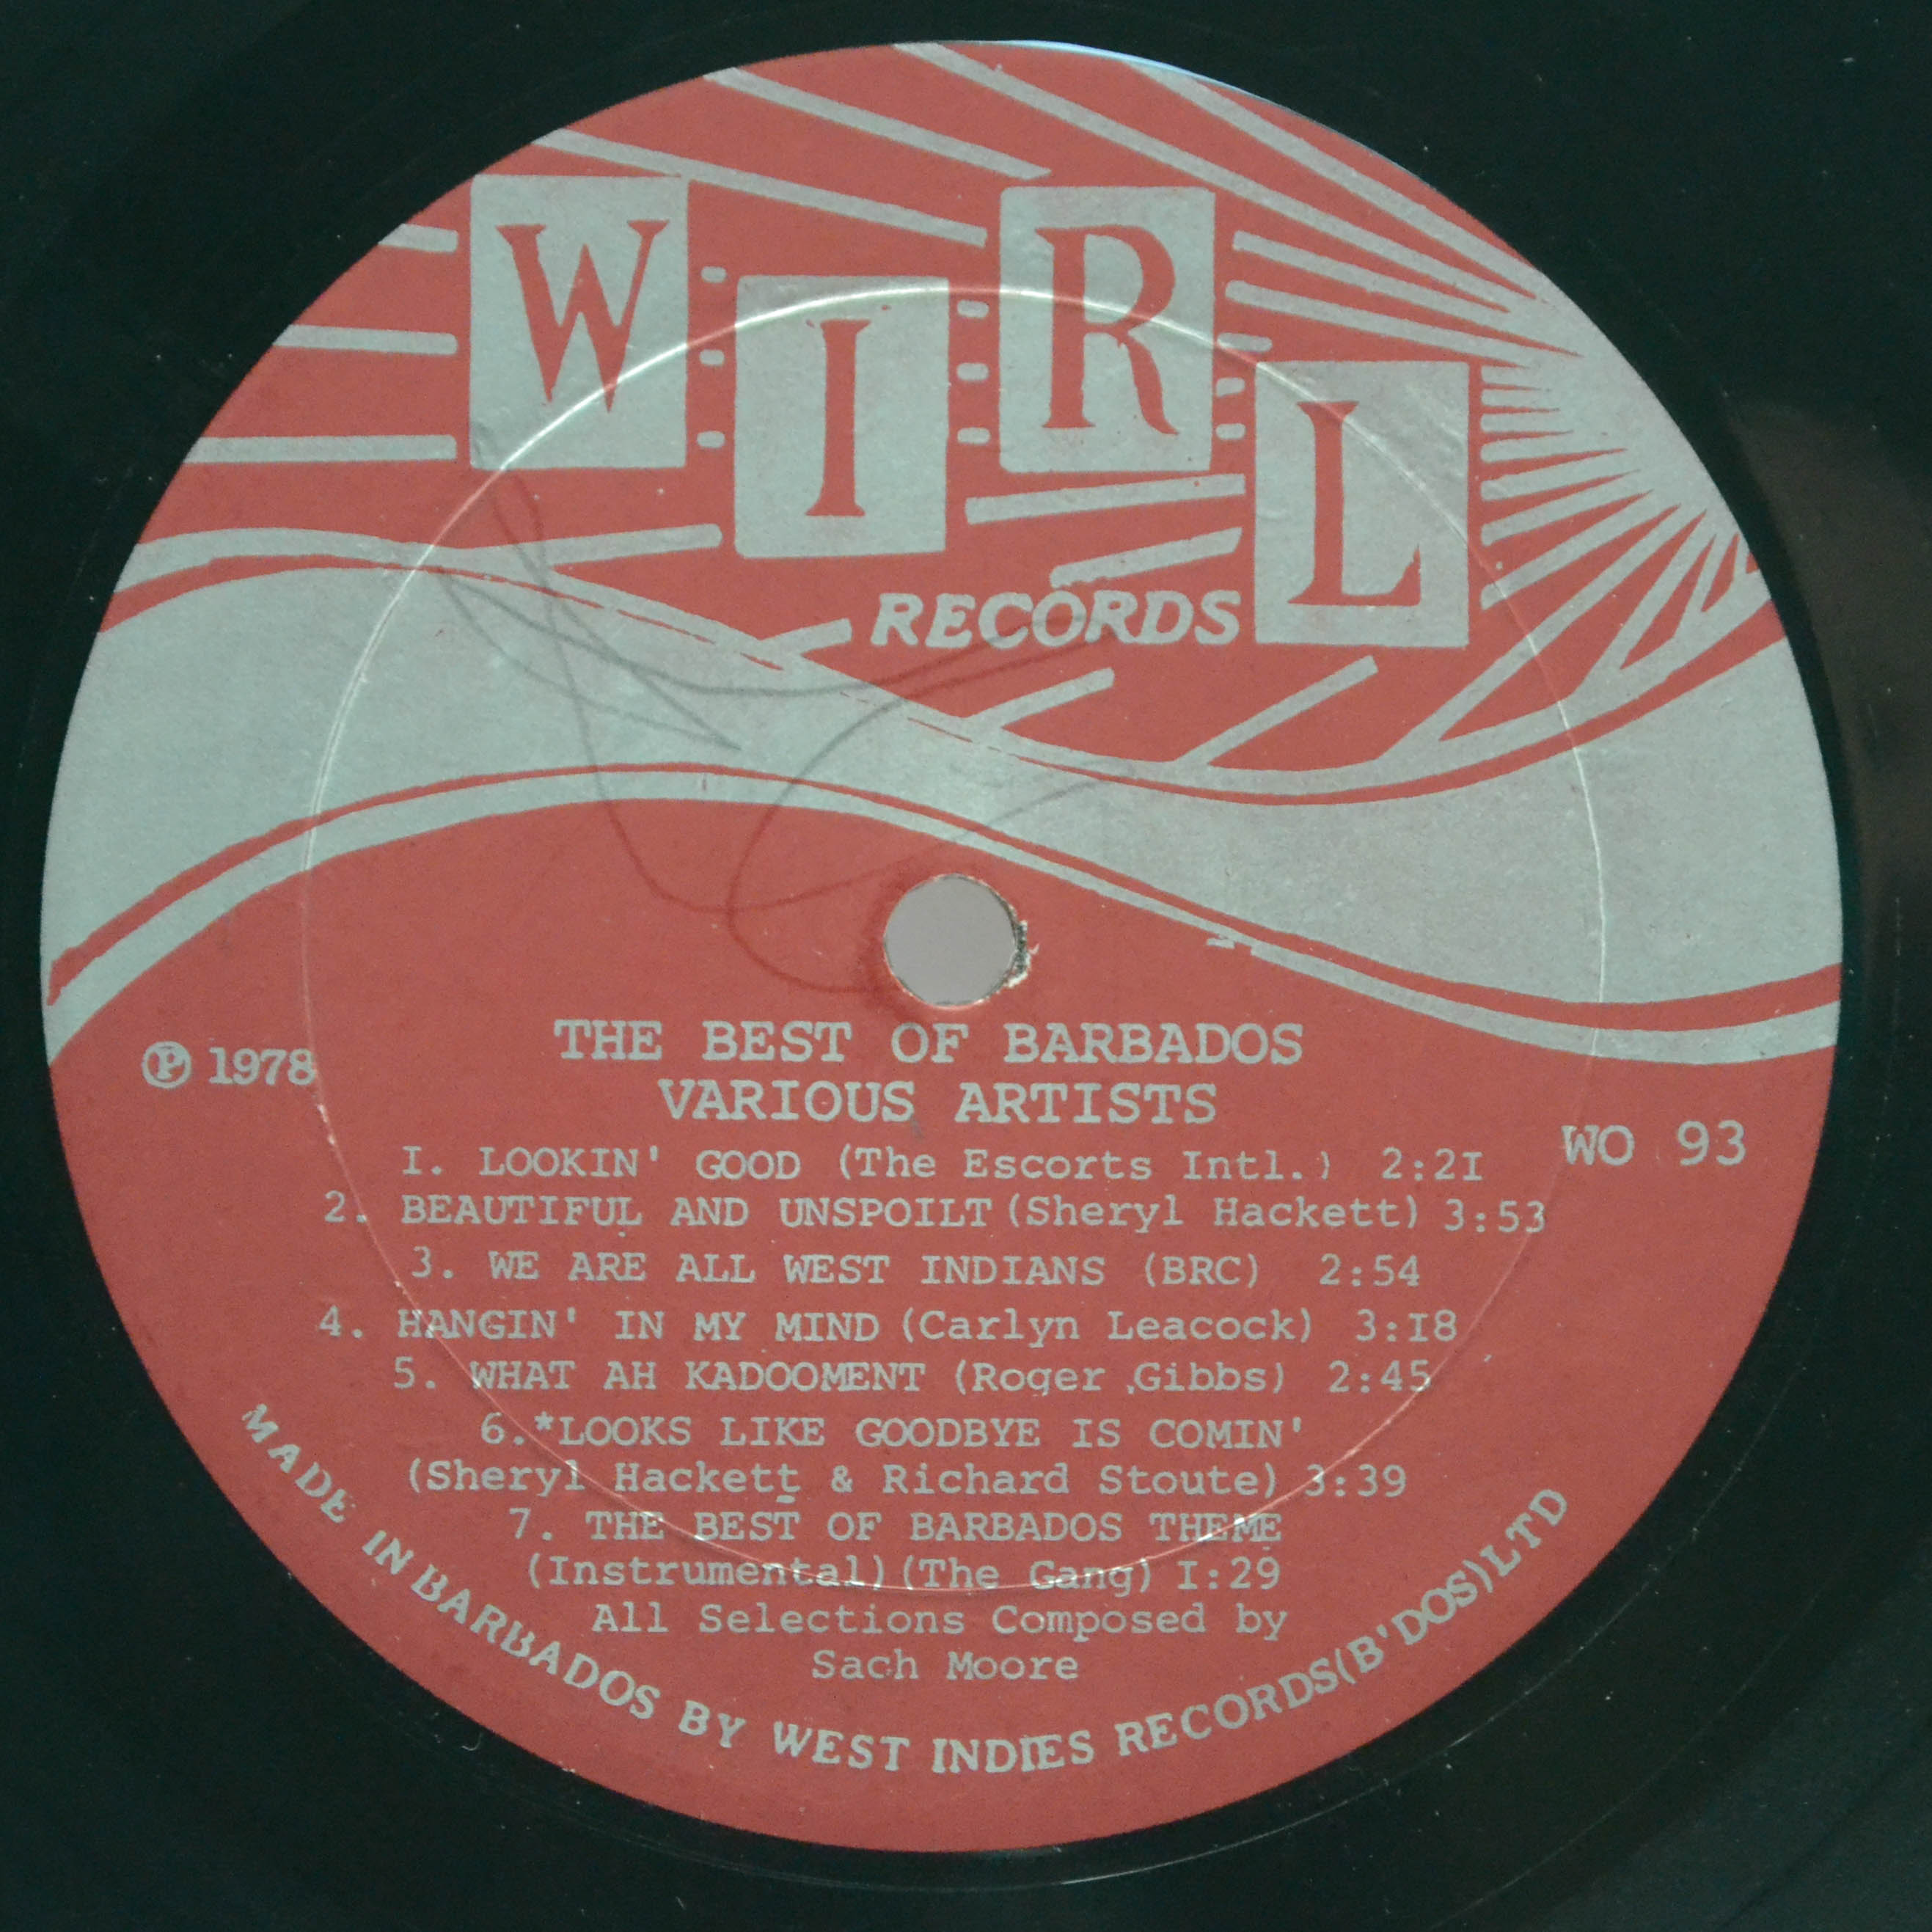 WIRL
RECORDS
THE BEST OF BARBADOS
VARIOUS ARTISTS
Ⓟ 1978
WO 93
I. LOOKIN' GOOD (The Escorts Intl.) 2:2I
2. BEAUTIFUL AND UNSPOILT (Sheryl Hackett) 3:53
3. WE ARE ALL WEST INDIANS (BRC) 2:54
4. HANGIN' IN MY MIND (Carlyn Leacock) 3:I8
5. WHAT AH KADOOMENT (Roger Gibbs) 2:45
6.*LOOKS LIKE GOODBYE IS COMIN'
(Sheryl Hackett & Richard Stoute) 3:39
7. THE BEST OF BARBADOS THEME
(Instrumental) (The Gang) I:29
All Selections Composed by
Sach Moore
MADE IN BARBADOS BY WEST INDIES RECORDS(B'DOS)LTD